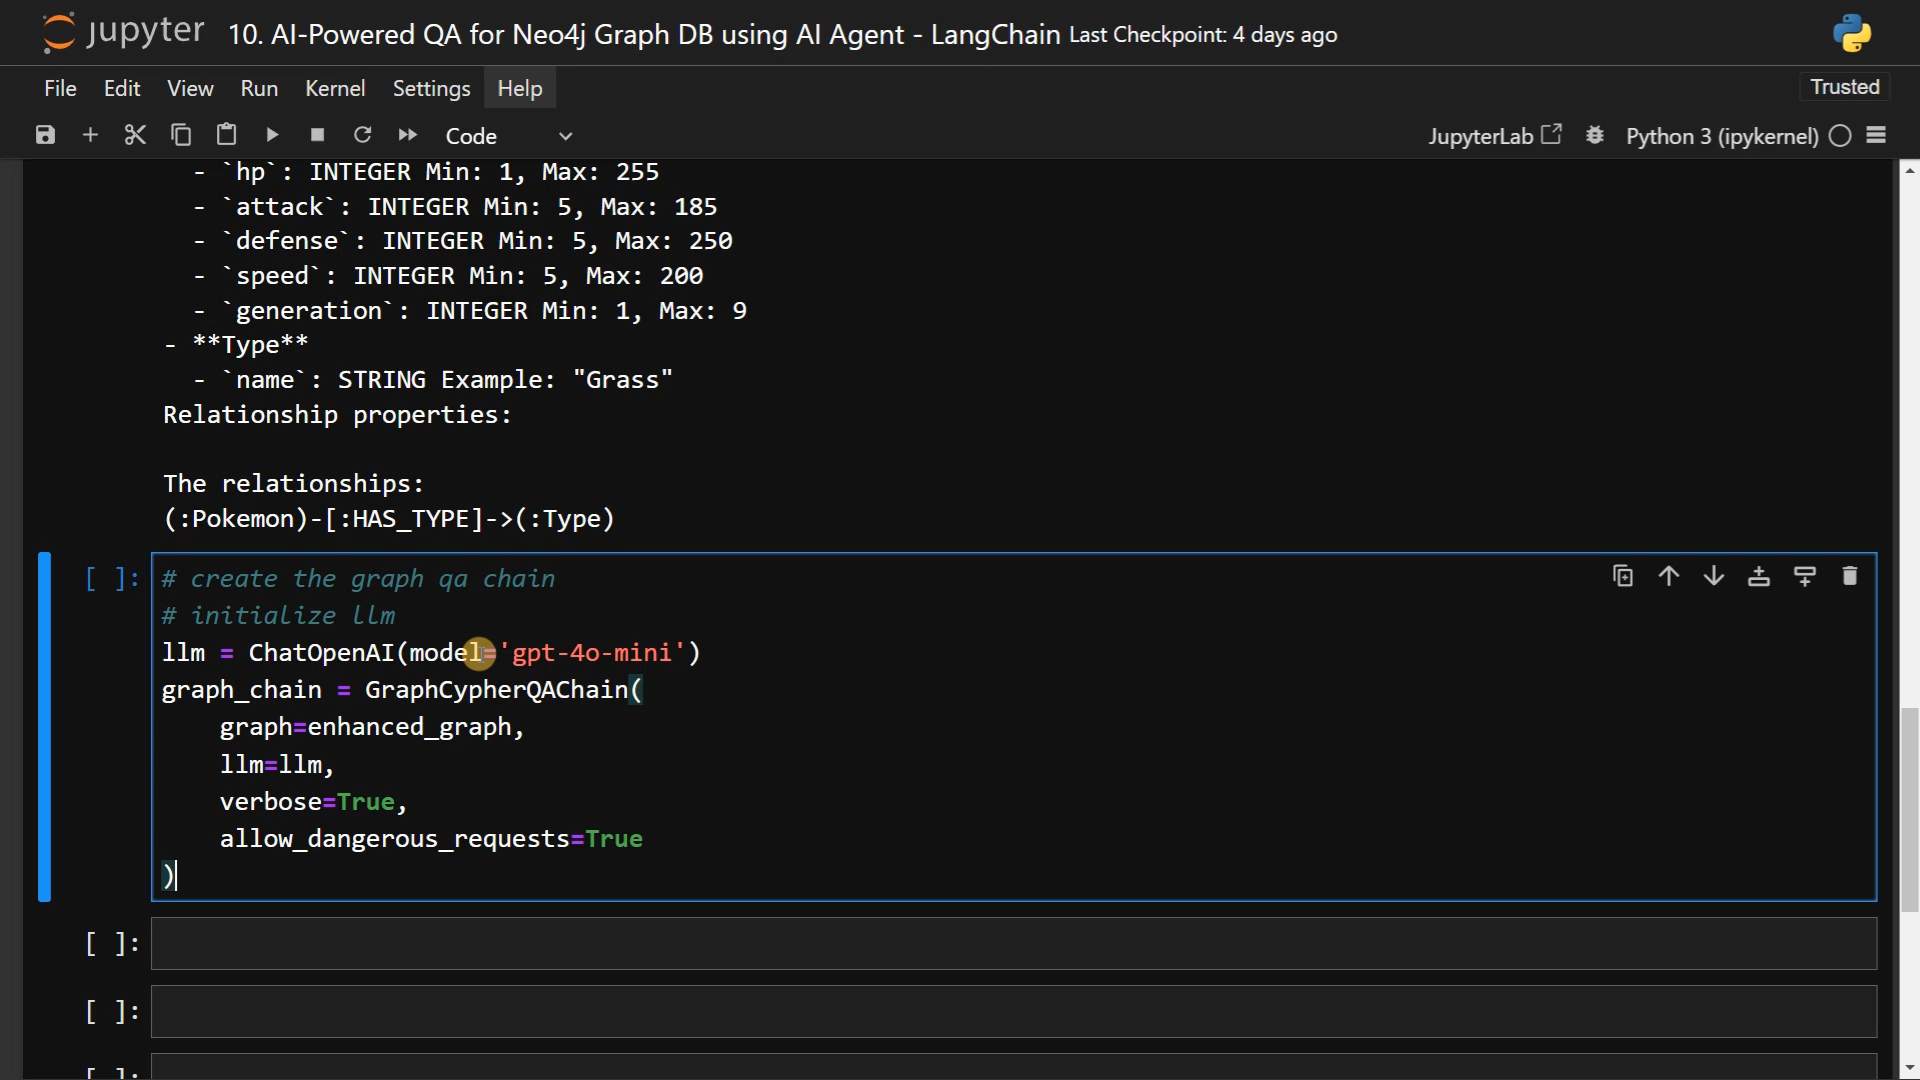 jupyter 10. AI-Powered QA for Neo4j Graph DB using AI Agent - LangChain Last Checkpoint: 4 days ago
File Edit View Run Kernel Settings Help Trusted
Code JupyterLab Python 3 (ipykernel)
- `hp`: INTEGER Min: 1, Max: 255
- `attack`: INTEGER Min: 5, Max: 185
- `defense`: INTEGER Min: 5, Max: 250
- `speed`: INTEGER Min: 5, Max: 200
- `generation`: INTEGER Min: 1, Max: 9
- **Type**
- `name`: STRING Example: "Grass"
Relationship properties:
The relationships:
(:Pokemon)-[:HAS_TYPE]->(:Type)
[ ]: # create the graph qa chain
# initialize llm
llm = ChatOpenAI(model='gpt-4o-mini')
graph_chain = GraphCypherQAChain(
graph=enhanced_graph,
llm=llm,
verbose=True,
allow_dangerous_requests=True
)
[ ]:
[ ]:
[ ]: